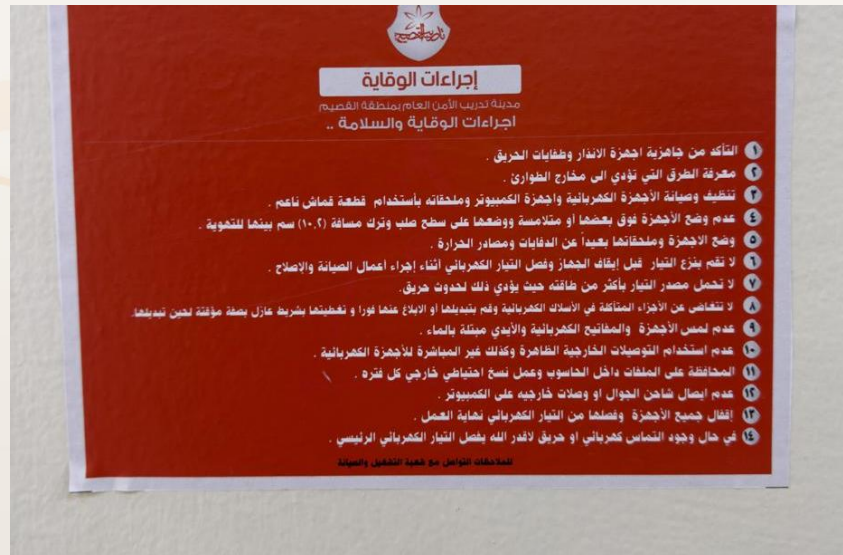 إجراءات الوقاية
مدينة تدريب الأمن العام بمنطقة القصيم
اجراءات الوقاية والسلامة ..
١ التأكد من جاهزية اجهزة الانذار وطفايات الحريق .
٢ معرفة الطرق التي تؤدي الى مخارج الطوارئ .
٣ تنظيف وصيانة الأجهزة الكهربائية واجهزة الكمبيوتر وملحقاته بأستخدام قطعة قماش ناعم .
٤ عدم وضع الأجهزة فوق بعضها أو متلامسة ووضعها على سطح صلب وترك مسافة (١٠,٢) سم بينها للتهوية .
٥ وضع الاجهزة وملحقاتها بعيداً عن الدفايات ومصادر الحرارة .
٦ لا تقم بنزع التيار قبل إيقاف الجهاز وفصل التيار الكهربائي أثناء إجراء أعمال الصيانة والإصلاح .
٧ لا تحمل مصدر التيار بأكثر من طاقته حيث يؤدي ذلك لحدوث حريق.
٨ لا تتغاضى عن الأجزاء المتأكلة في الأسلاك الكهربائية وقم بتبديلها أو الابلاغ عنها فورا و تغطيتها بشريط عازل بصفة مؤقتة لحين تبديلها.
٩ عدم لمس الأجهزة والمفاتيح الكهربائية والأيدي مبتلة بالماء .
١٠ عدم استخدام التوصيلات الخارجية الظاهرة وكذلك غير المباشرة للأجهزة الكهربائية .
١١ المحافظة على الملفات داخل الحاسوب وعمل نسخ احتياطي خارجي كل فتره .
١٢ عدم ايصال شاحن الجوال او وصلات خارجيه على الكمبيوتر .
١٣ إقفال جميع الأجهزة وفصلها من التيار الكهربائي نهاية العمل .
١٤ في حال وجود التماس كهربائي او حريق لاقدر الله يفصل التيار الكهربائي الرئيسي .
للملاحظات التواصل مع شعبة التشغيل والصيانة